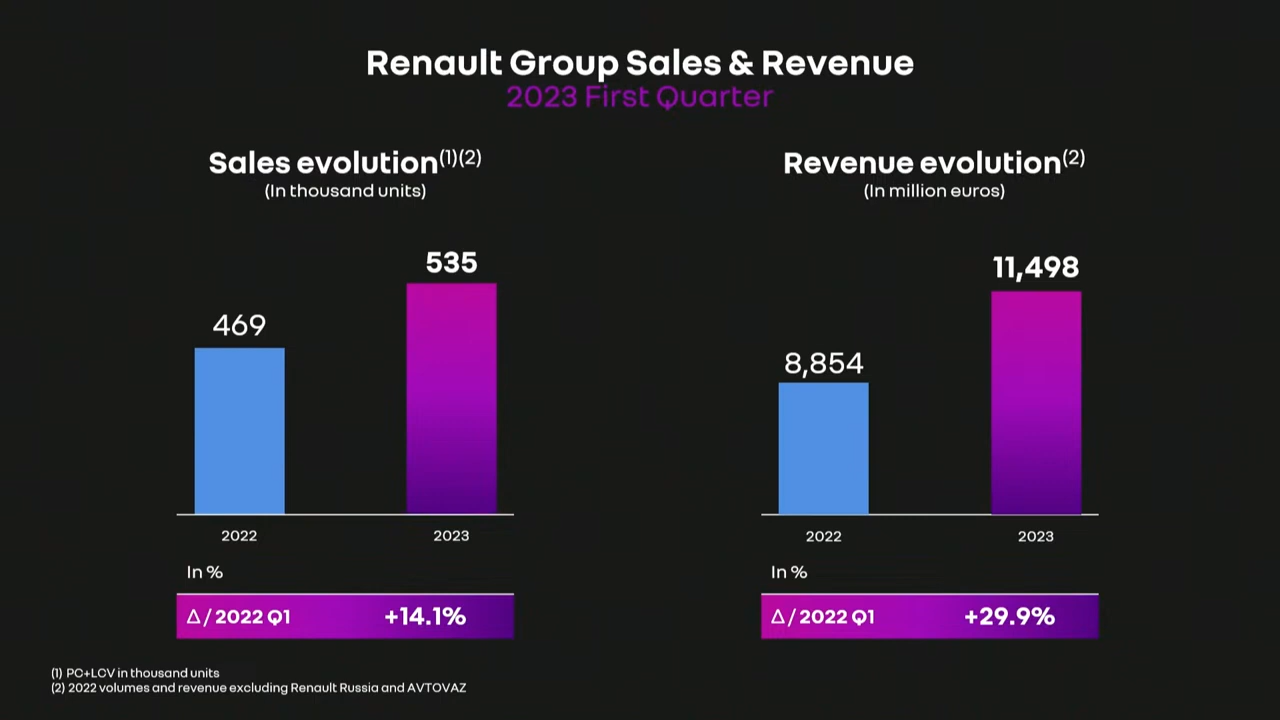 Renault Group Sales & Revenue
2023 First Quarter
Sales evolution(1)(2)
(In thousand units)
469
535
2022
2023
In %
Δ / 2022 Q1 +14.1%
Revenue evolution(2)
(In million euros)
8,854
11,498
2022
2023
In %
Δ / 2022 Q1 +29.9%
(1) PC+LCV in thousand units
(2) 2022 volumes and revenue excluding Renault Russia and AVTOVAZ